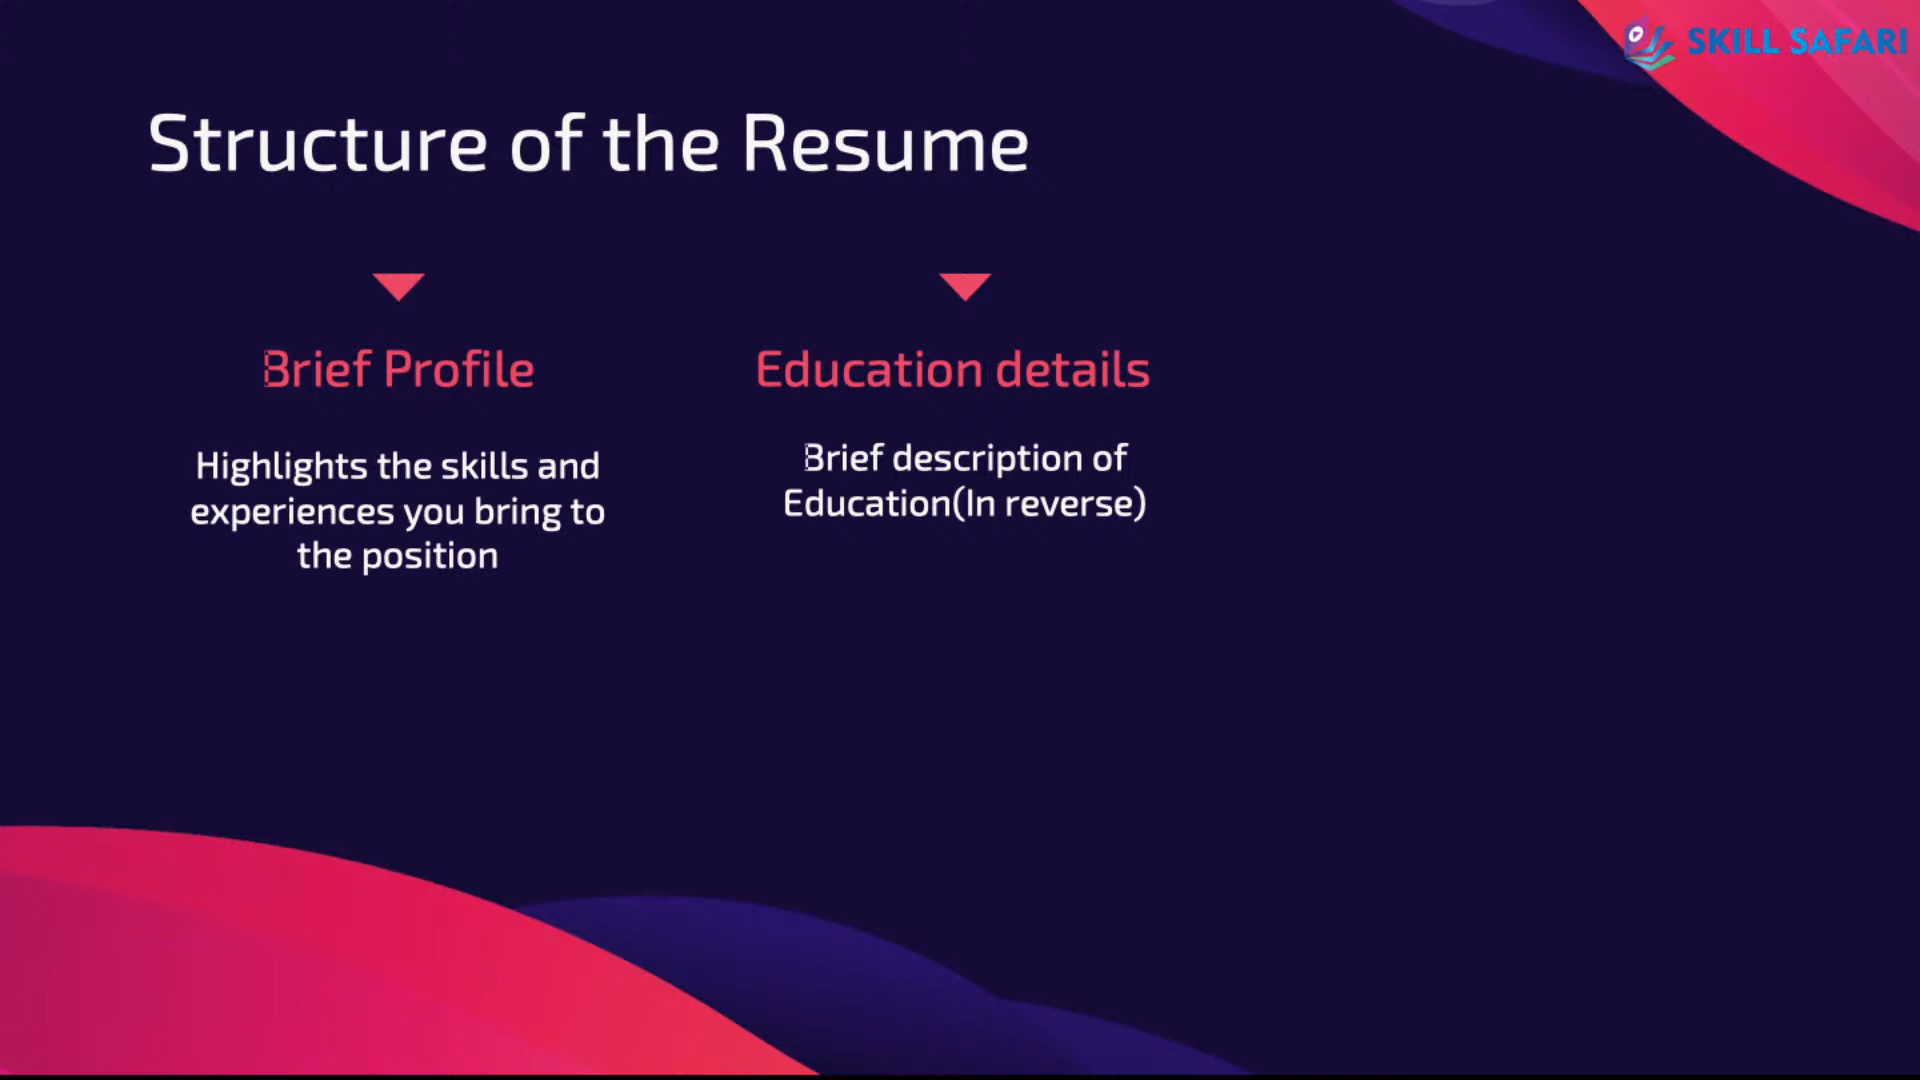 SKILL SAFARI
Structure of the Resume
Brief Profile
Highlights the skills and
experiences you bring to
the position
Education details
Brief description of
Education(In reverse)